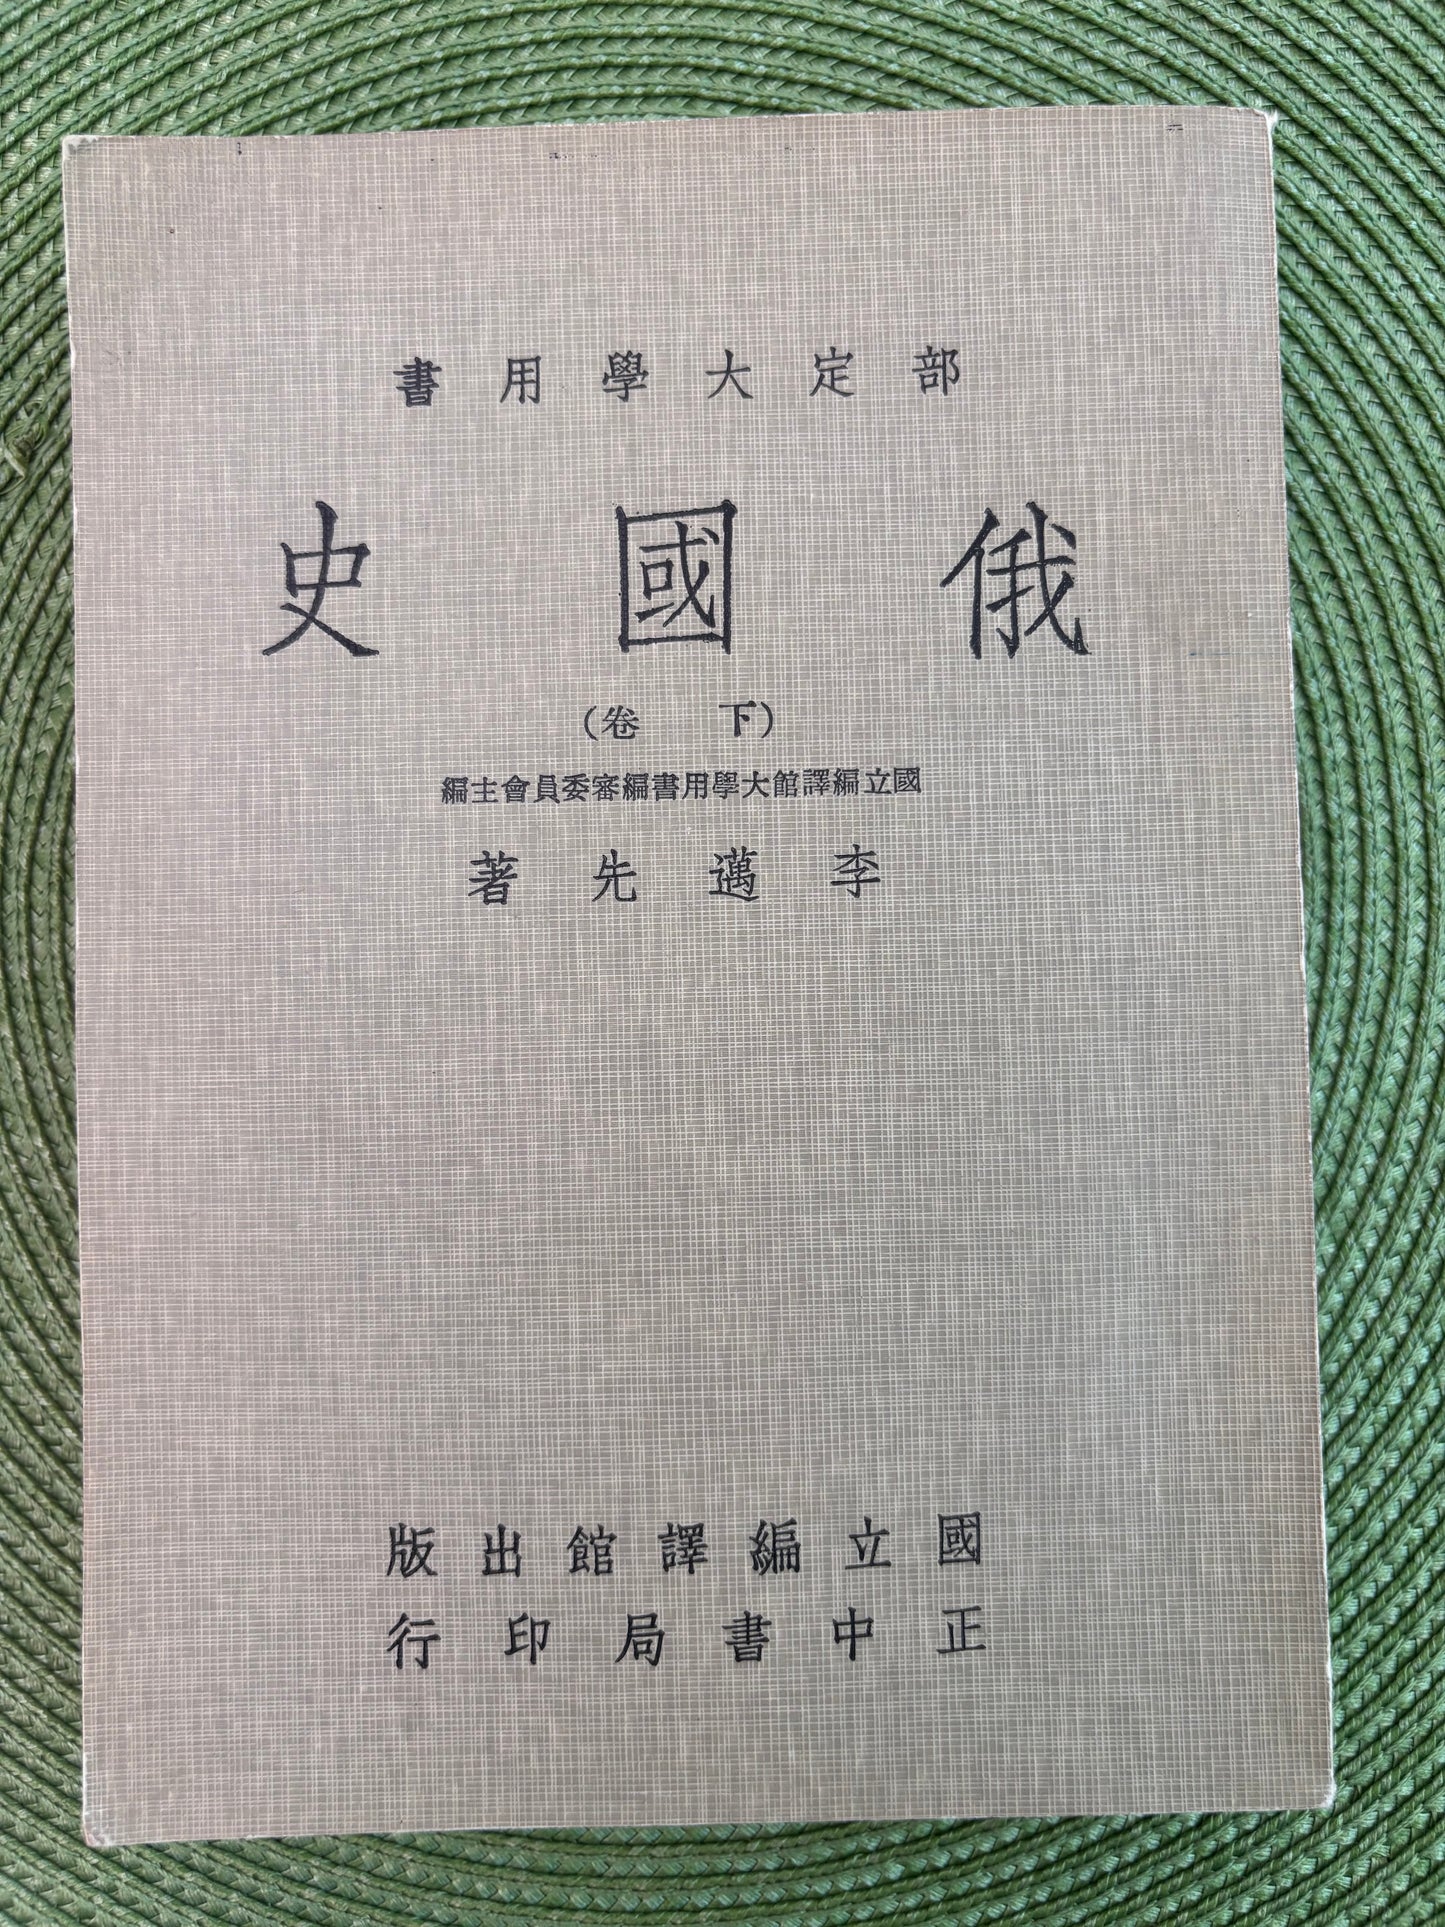 部定大學用書
俄國史
(下卷)
國立編譯館大學用書編審委員會主編
李邁先著
國立編譯館出版
正中書局印行